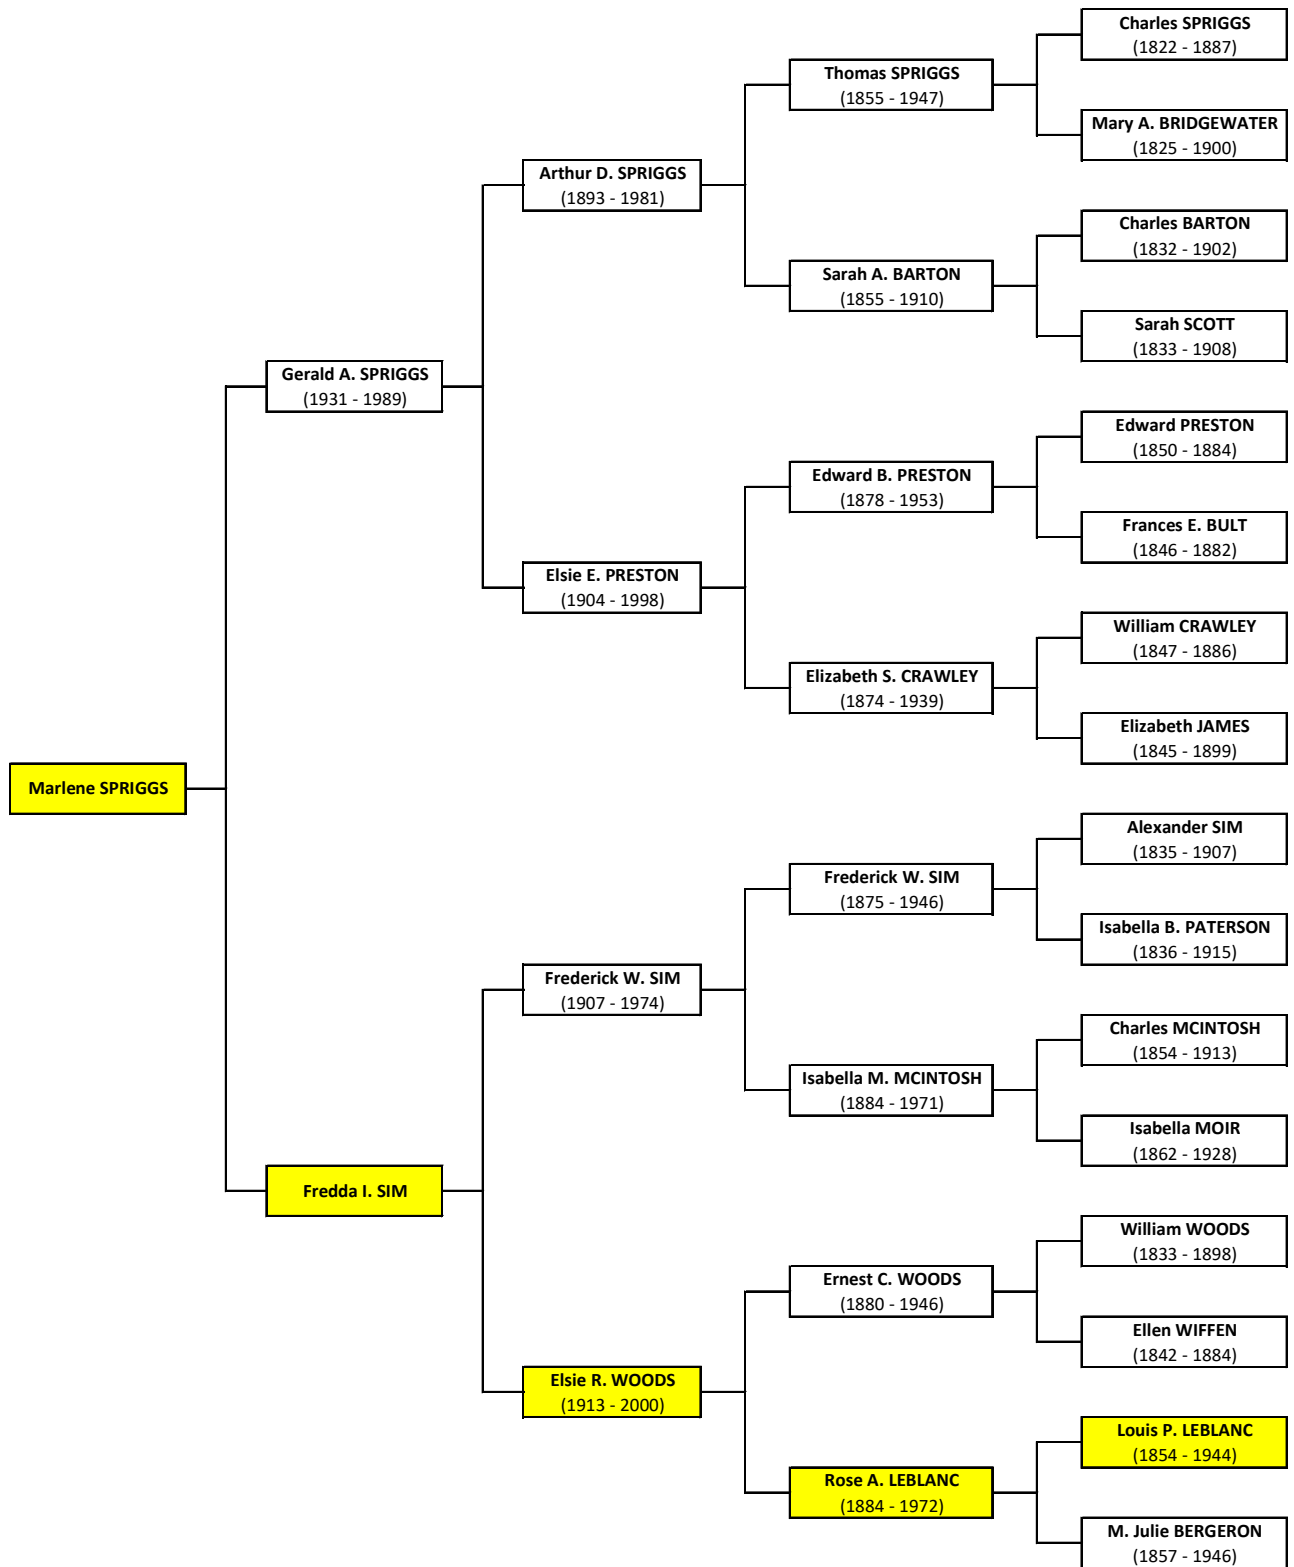 Charles SPRIGGS
(1822 - 1887)
Thomas SPRIGGS
(1855 - 1947)
Mary A. BRIDGEWATER
(1825 - 1900)
Arthur D. SPRIGGS
(1893 - 1981)
Charles BARTON
(1832 - 1902)
Sarah A. BARTON
(1855 - 1910)
Sarah SCOTT
(1833 - 1908)
Gerald A. SPRIGGS
(1931 - 1989)
Edward PRESTON
(1850 - 1884)
Edward B. PRESTON
(1878 - 1953)
Frances E. BULT
(1846 - 1882)
Elsie E. PRESTON
(1904 - 1998)
William CRAWLEY
(1847 - 1886)
Elizabeth S. CRAWLEY
(1874 - 1939)
Elizabeth JAMES
(1845 - 1899)
Marlene SPRIGGS
Alexander SIM
(1835 - 1907)
Frederick W. SIM
(1875 - 1946)
Isabella B. PATERSON
(1836 - 1915)
Frederick W. SIM
(1907 - 1974)
Charles MCINTOSH
(1854 - 1913)
Isabella M. MCINTOSH
(1884 - 1971)
Isabella MOIR
(1862 - 1928)
Fredda I. SIM
William WOODS
(1833 - 1898)
Ernest C. WOODS
(1880 - 1946)
Ellen WIFFEN
(1842 - 1884)
Elsie R. WOODS
(1913 - 2000)
Louis P. LEBLANC
(1854 - 1944)
Rose A. LEBLANC
(1884 - 1972)
M. Julie BERGERON
(1857 - 1946)